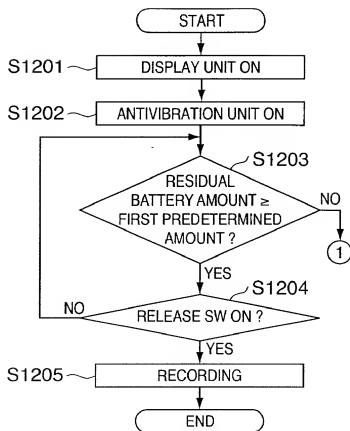 START
S1201
DISPLAY UNIT ON
S1202
ANTIVIBRATION UNIT ON
S1203
RESIDUAL
BATTERY AMOUNT ≥
FIRST PREDETERMINED
AMOUNT ?
NO
1
YES
S1204
NO
RELEASE SW ON ?
YES
S1205
RECORDING
END